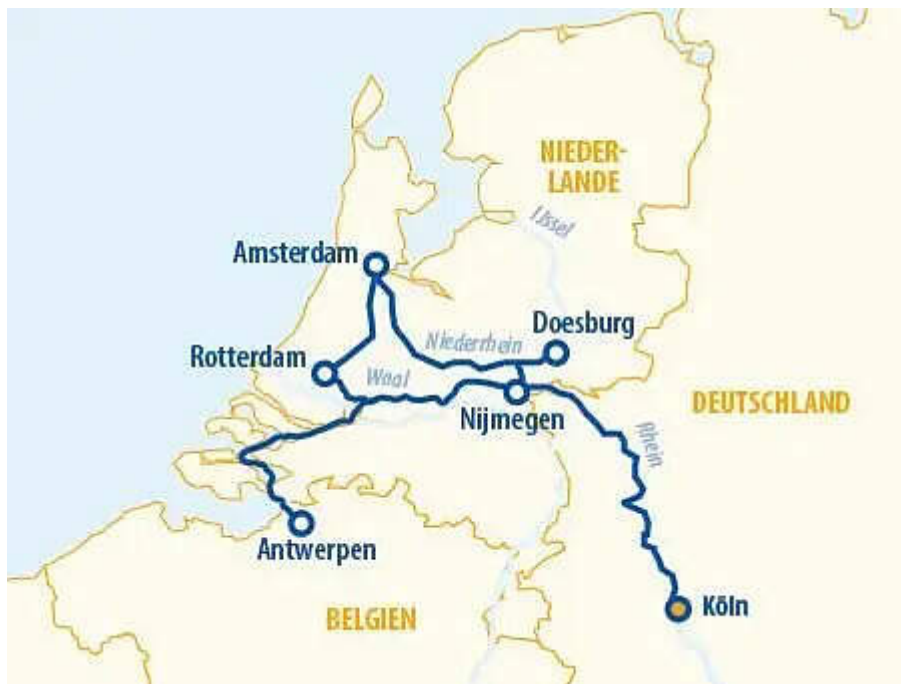 NIEDER-
LANDE
IJssel
Amsterdam
Doesburg
Niederrhein
Rotterdam
Waal
DEUTSCHLAND
Nijmegen
Rhein
Antwerpen
Köln
BELGIEN